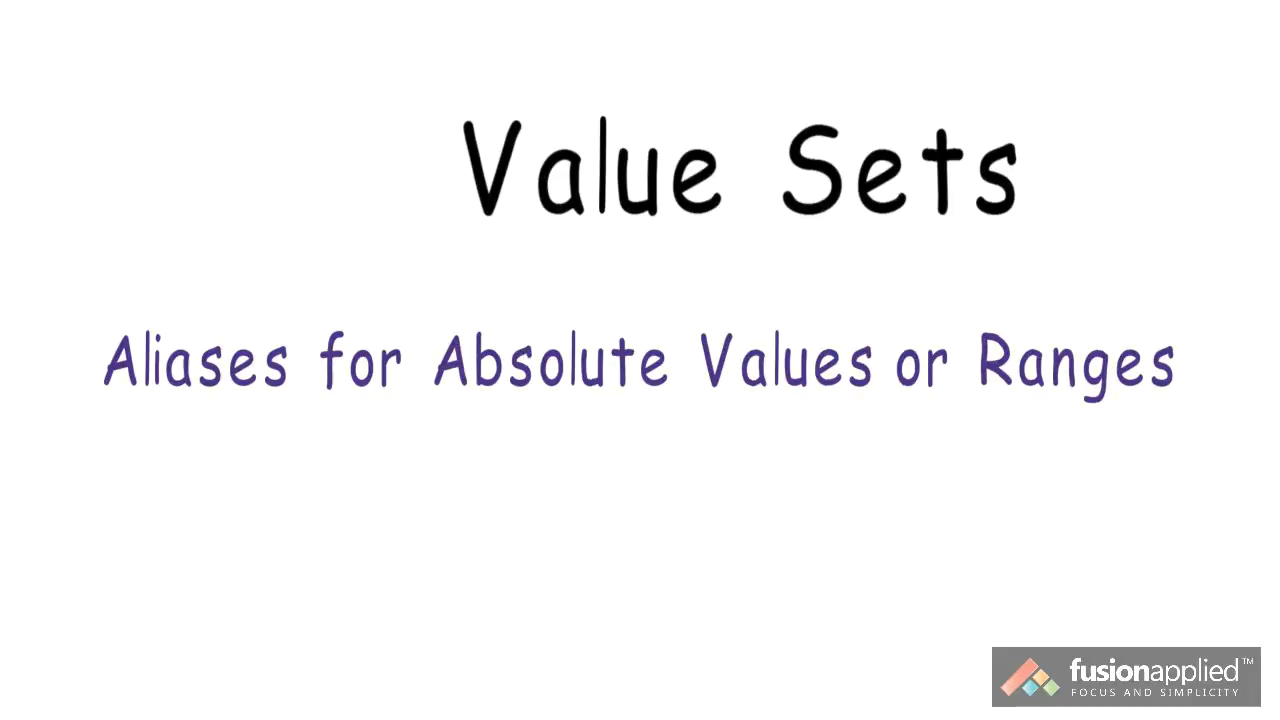 Value Sets
Aliases for Absolute Values or Ranges
fusionapplied™
FOCUS AND SIMPLICITY